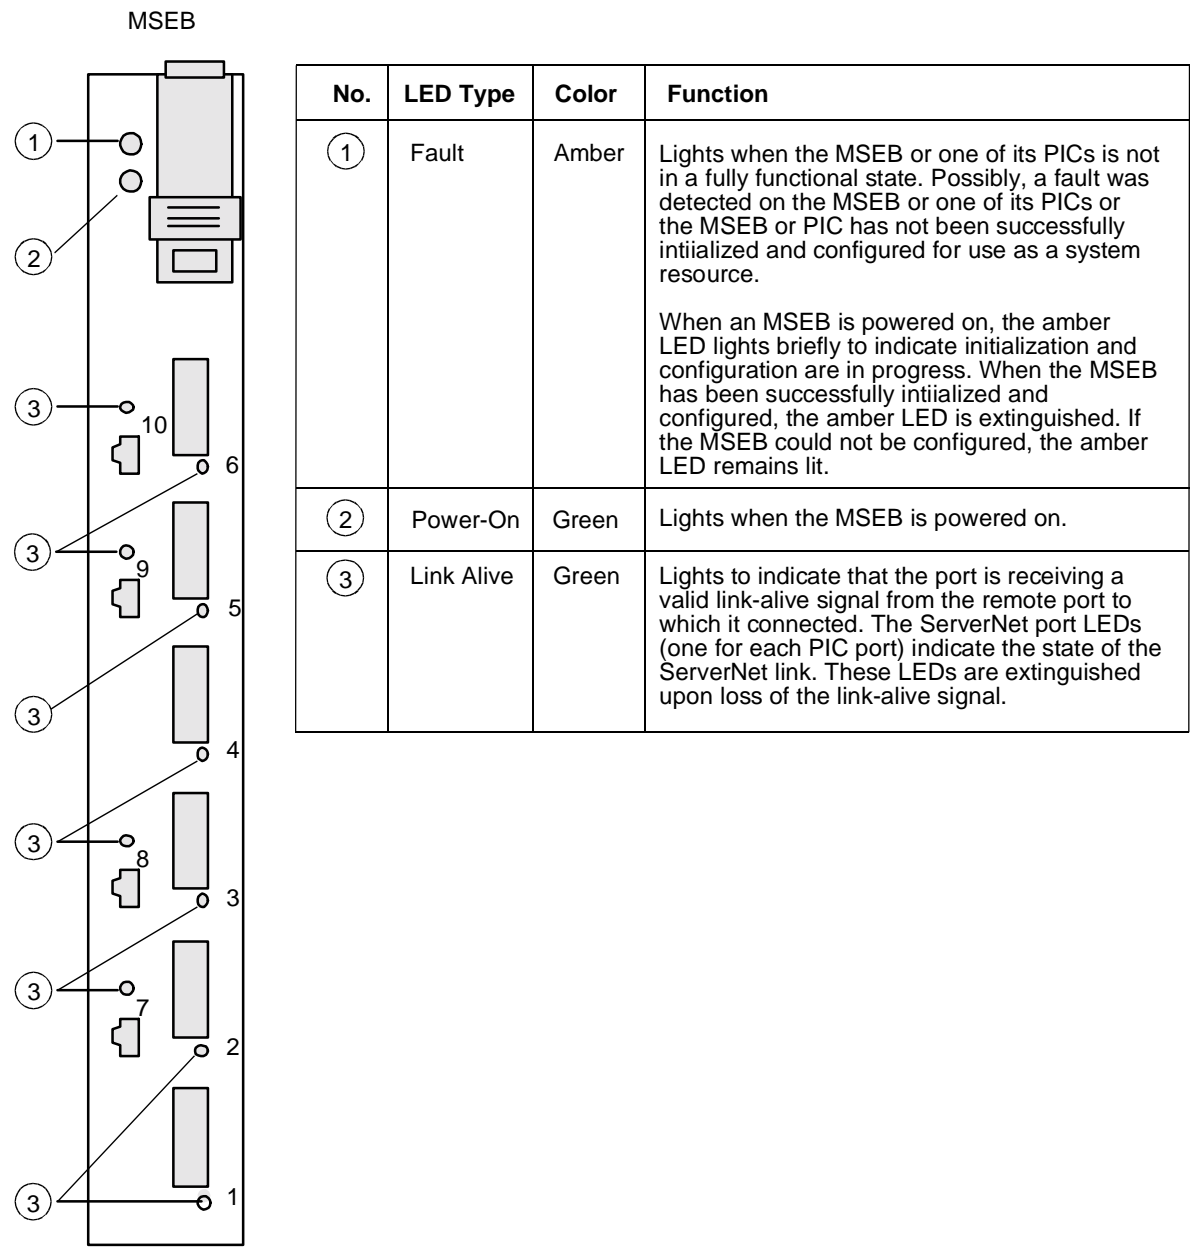 MSEB
1
2
3
10
6
3
9
5
3
4
3
8
3
3
7
2
3
1
No. LED Type Color Function
1 Fault Amber Lights when the MSEB or one of its PICs is not
in a fully functional state. Possibly, a fault was
detected on the MSEB or one of its PICs or
the MSEB or PIC has not been successfully
intiialized and configured for use as a system
resource.
When an MSEB is powered on, the amber
LED lights briefly to indicate initialization and
configuration are in progress. When the MSEB
has been successfully intiialized and
configured, the amber LED is extinguished. If
the MSEB could not be configured, the amber
LED remains lit.
2 Power-On Green Lights when the MSEB is powered on.
3 Link Alive Green Lights to indicate that the port is receiving a
valid link-alive signal from the remote port to
which it connected. The ServerNet port LEDs
(one for each PIC port) indicate the state of the
ServerNet link. These LEDs are extinguished
upon loss of the link-alive signal.